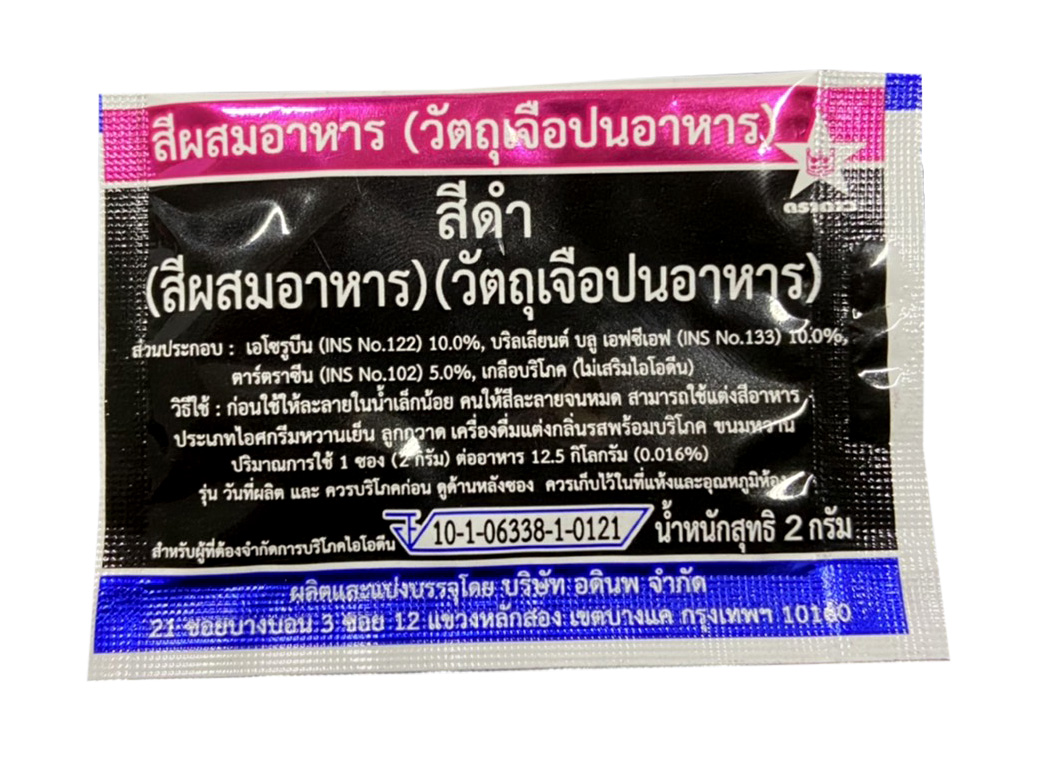 สีผสมอาหาร (วัตถุเจือปนอาหาร)
ตราดาว
สีดำ
(สีผสมอาหาร) (วัตถุเจือปนอาหาร)
ส่วนประกอบ : เอโซรูบีน (INS No.122) 10.0%, บริลเลียนต์ บลู เอฟซีเอฟ (INS No.133) 10.0%,
ตาร์ตราซีน (INS No.102) 5.0%, เกลือบริโภค (ไม่เสริมไอโอดีน)
วิธีใช้ : ก่อนใช้ให้ละลายในน้ำเล็กน้อย คนให้สีละลายจนหมด สามารถใช้แต่งสีอาหาร
ประเภทไอศกรีมหวานเย็น ลูกกวาด เครื่องดื่มแต่งกลิ่นรสพร้อมบริโภค ขนมหวาน
ปริมาณการใช้ 1 ซอง (2 กรัม) ต่ออาหาร 12.5 กิโลกรัม (0.016%)
รุ่น วันที่ผลิต และ ควรบริโภคก่อน ดูด้านหลังซอง ควรเก็บไว้ในที่แห้งและอุณหภูมิห้อง
สำหรับผู้ที่ต้องจำกัดการบริโภคไอโอดีน 10-1-06338-1-0121 น้ำหนักสุทธิ 2 กรัม
ผลิตและแบ่งบรรจุโดย บริษัท อดินพ จำกัด
21 ซอยบางบอน 3 ซอย 12 แขวงหลักสอง เขตบางแค กรุงเทพฯ 10160